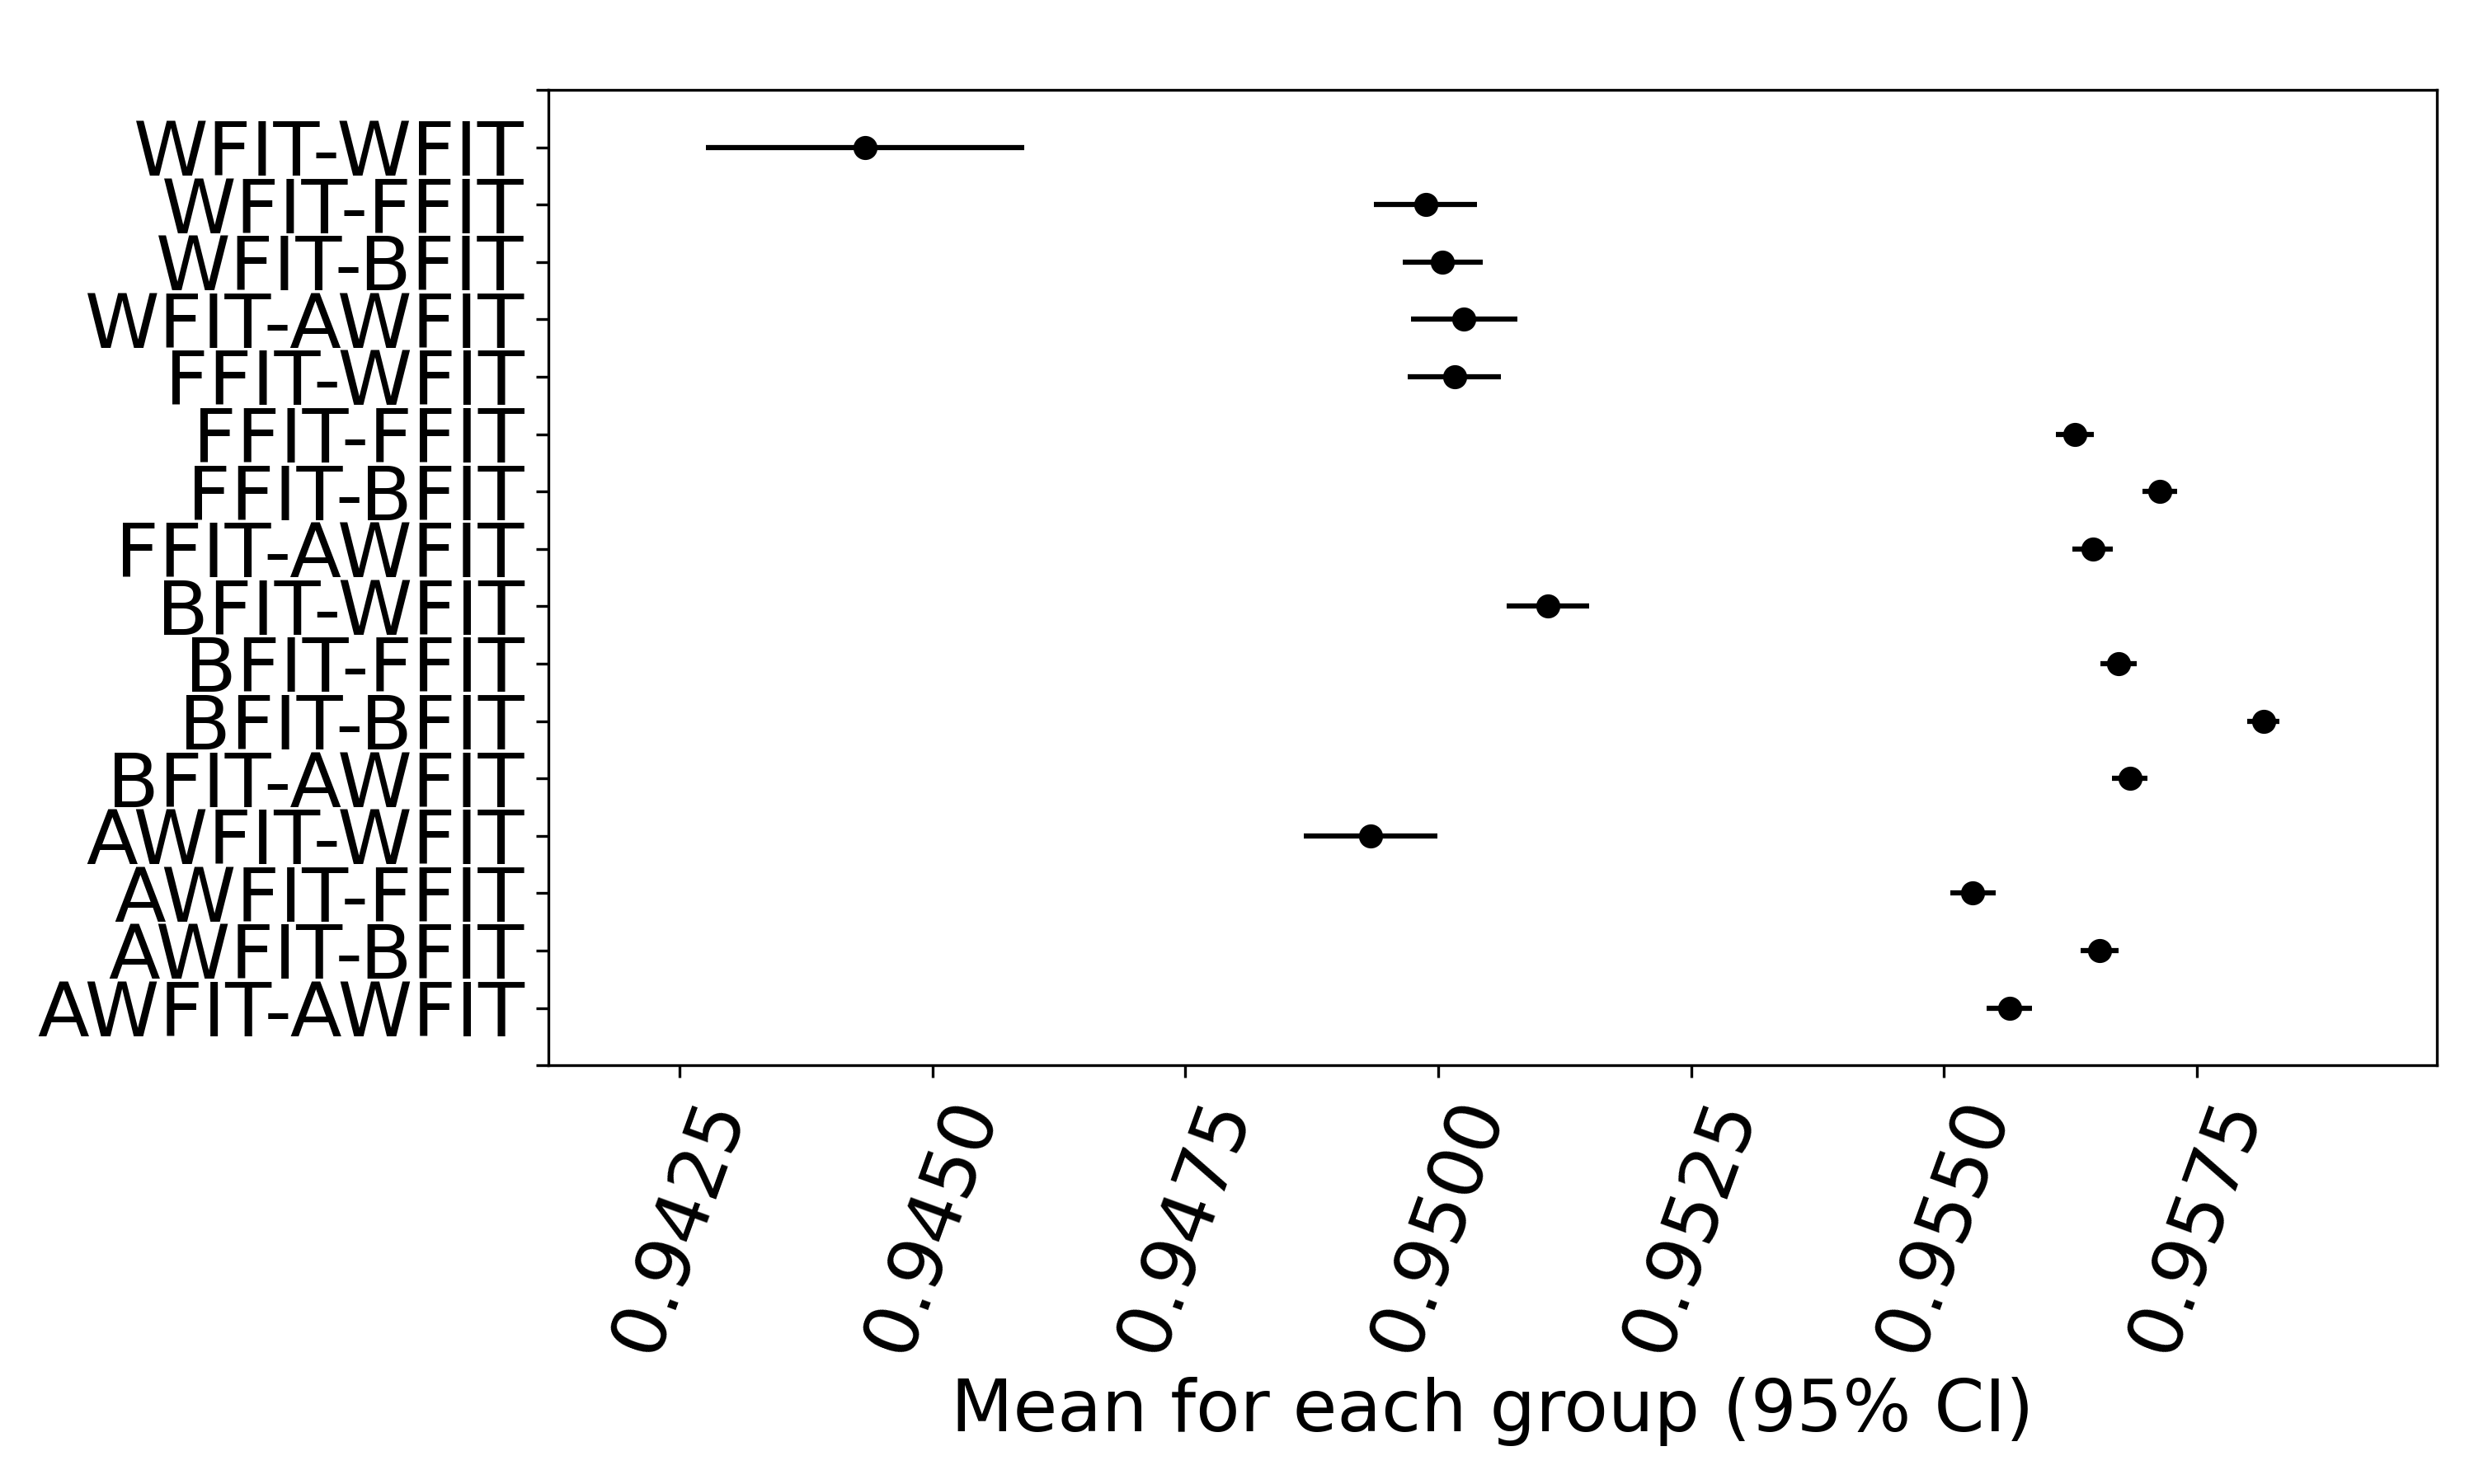 WFIT-WFIT
WFIT-FFIT
WFIT-BFIT
WFIT-AWFIT
FFIT-WFIT
FFIT-FFIT
FFIT-BFIT
FFIT-AWFIT
BFIT-WFIT
BFIT-FFIT
BFIT-BFIT
BFIT-AWFIT
AWFIT-WFIT
AWFIT-FFIT
AWFIT-BFIT
AWFIT-AWFIT
0.9425
0.9450
0.9475
0.9500
0.9525
0.9550
0.9575
Mean for each group (95% CI)